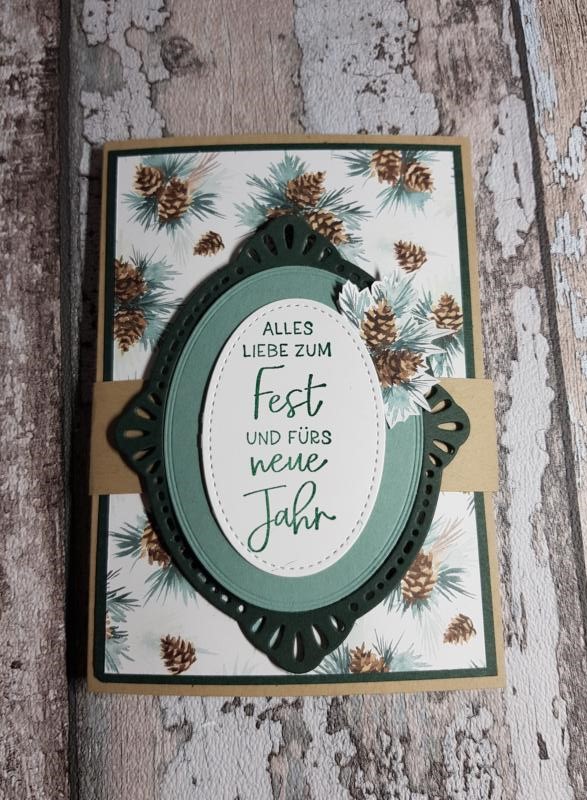 ALLES
LIEBE ZUM
Fest
UND FÜRS
neue
Jahr